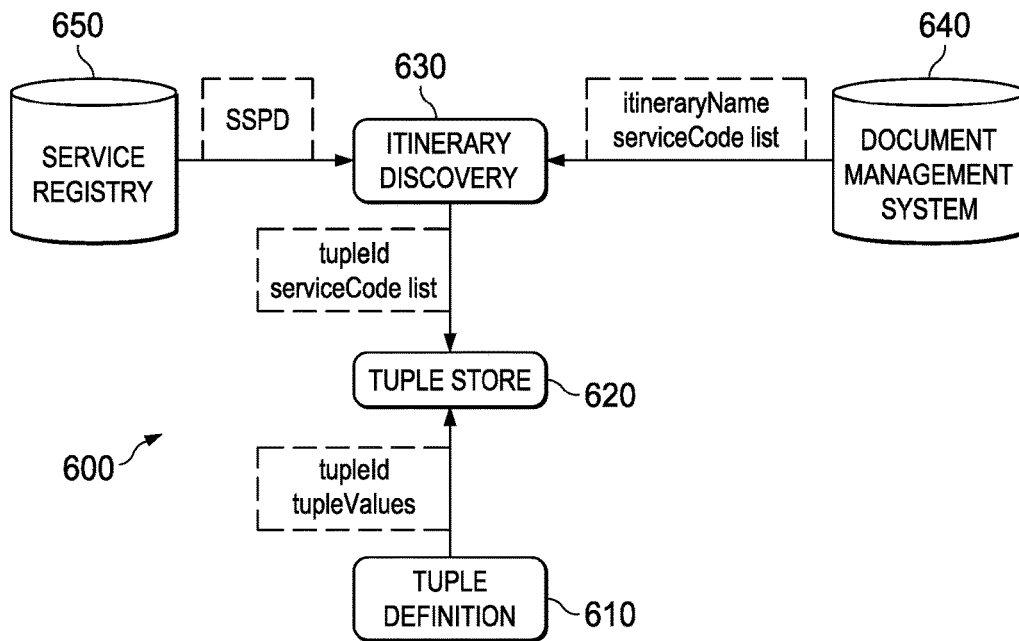 650
640
630
SSPD
itineraryName
serviceCode list
SERVICE
REGISTRY
ITINERARY
DISCOVERY
DOCUMENT
MANAGEMENT
SYSTEM
tupleId
serviceCode list
TUPLE STORE
620
600
tupleId
tupleValues
TUPLE
DEFINITION
610